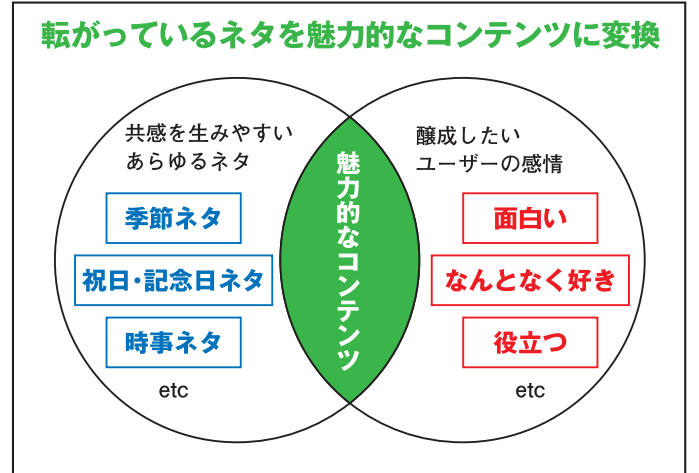 転がっているネタを魅力的なコンテンツに変換
共感を生みやすい
あらゆるネタ
季節ネタ
祝日・記念日ネタ
時事ネタ
etc
魅力的なコンテンツ
醸成したい
ユーザーの感情
面白い
なんとなく好き
役立つ
etc